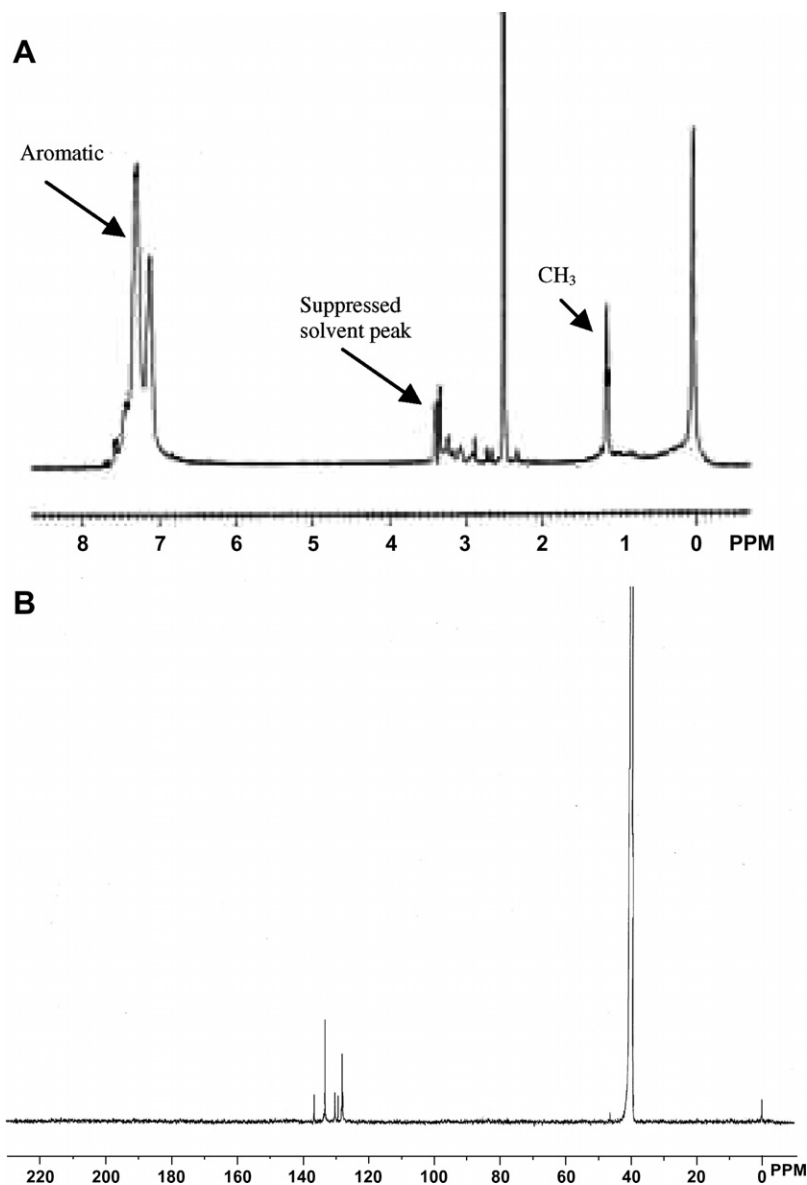 A
Aromatic
Suppressed
solvent peak
CH₃
8 7 6 5 4 3 2 1 0 PPM
B
220 200 180 160 140 120 100 80 60 40 20 0 PPM